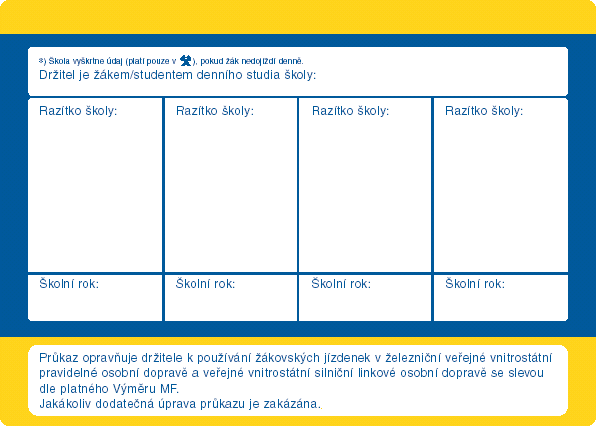 *) Škola vyškrtne údaj (platí pouze v ⚒), pokud žák nedojíždí denně.
Držitel je žákem/studentem denního studia školy:
Razítko školy: Razítko školy: Razítko školy: Razítko školy:
Školní rok: Školní rok: Školní rok: Školní rok:
Průkaz opravňuje držitele k používání žákovských jízdenek v železniční veřejné vnitrostátní
pravidelné osobní dopravě a veřejné vnitrostátní silniční linkové osobní dopravě se slevou
dle platného Výměru MF.
Jakákoliv dodatečná úprava průkazu je zakázána.